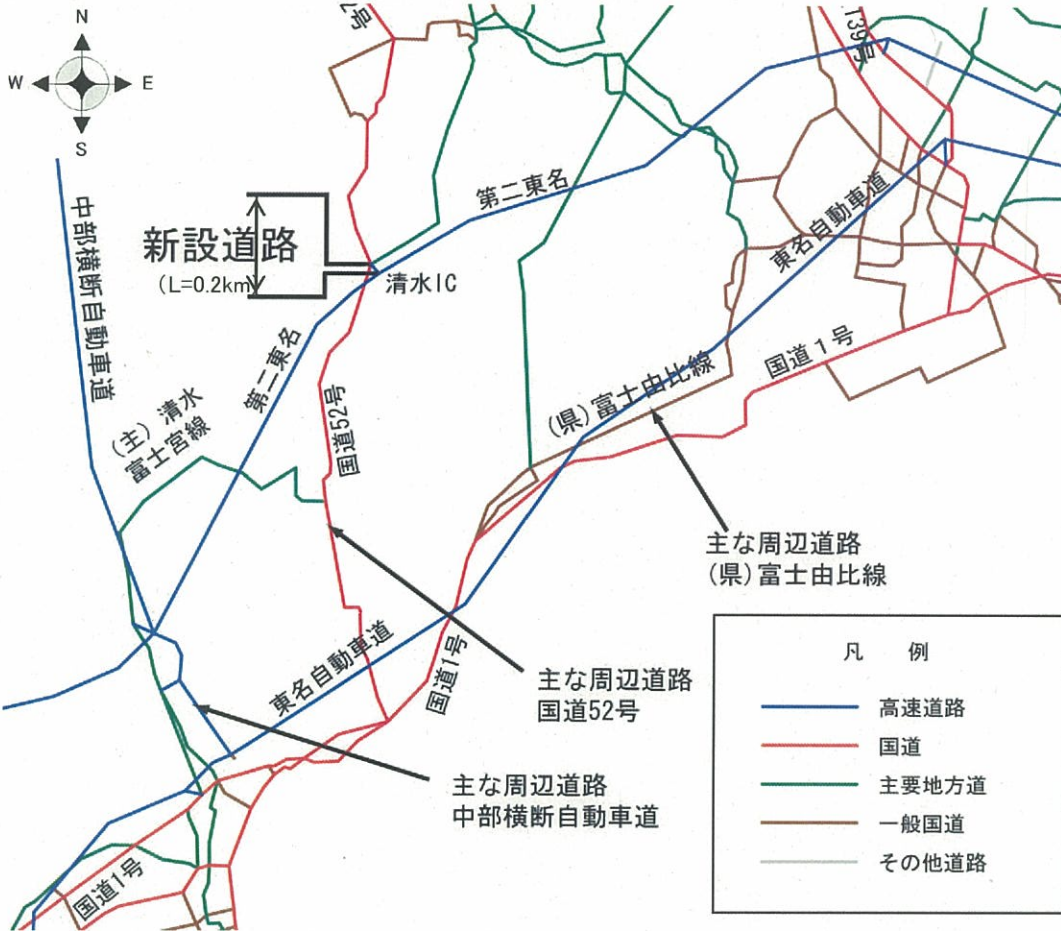 N
W
E
S
2号
139号
中部横断自動車道
新設道路
(L=0.2km)
第二東名
清水IC
東名自動車道
第二東名
国道1号
(県)富士由比線
(主)清水
富士宮線
国道52号
主な周辺道路
(県)富士由比線
東名自動車道
国道1号
主な周辺道路
国道52号
主な周辺道路
中部横断自動車道
国道1号
凡 例
高速道路
国道
主要地方道
一般国道
その他道路